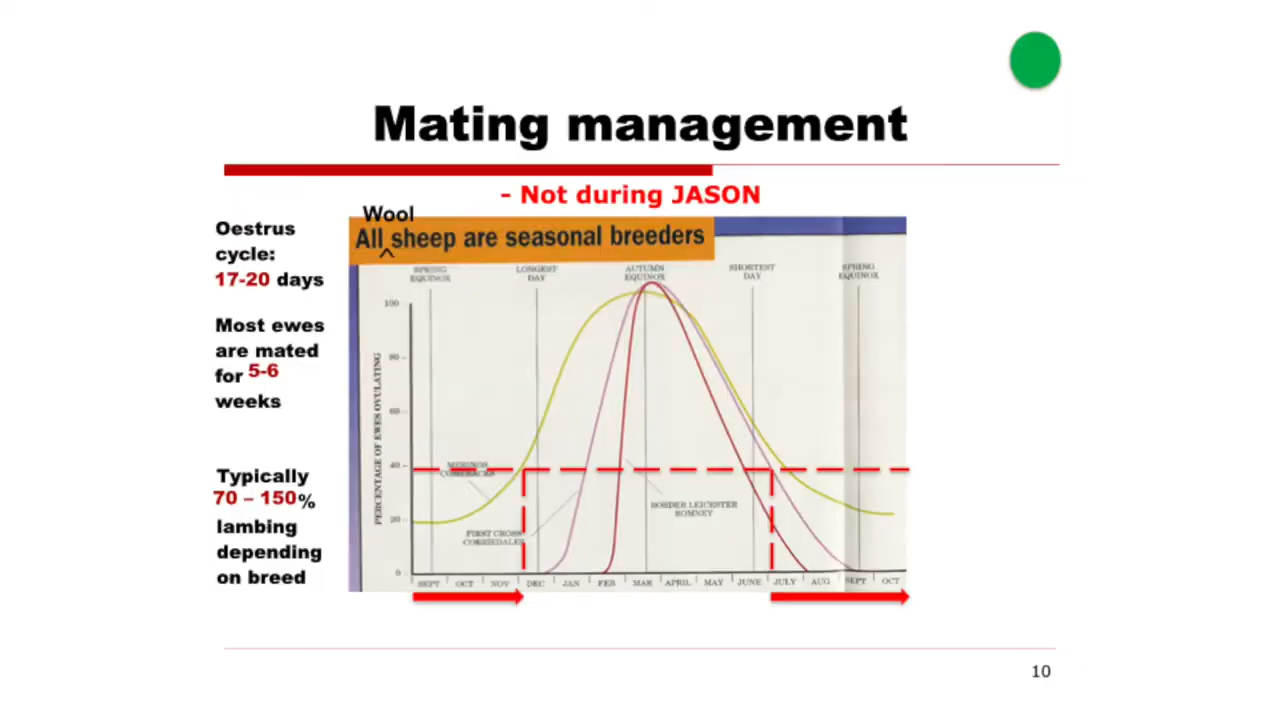 Mating management
- Not during JASON
Oestrus
cycle:
17-20 days
Most ewes
are mated
for 5-6
weeks
Typically
70 – 150%
lambing
depending
on breed
Wool
All ^ sheep are seasonal breeders
SPRING
EQUINOX
LONGEST
DAY
AUTUMN
EQUINOX
SHORTEST
DAY
SPRING
EQUINOX
PERCENTAGE OF EWES OVULATING
100
80
60
40
20
0
MERINOS
COMEBACKS
FIRST CROSS
CORRIEDALES
BORDER LEICESTER
ROMNEY
SEPT OCT NOV DEC JAN FEB MAR APRIL MAY JUNE JULY AUG SEPT OCT
10